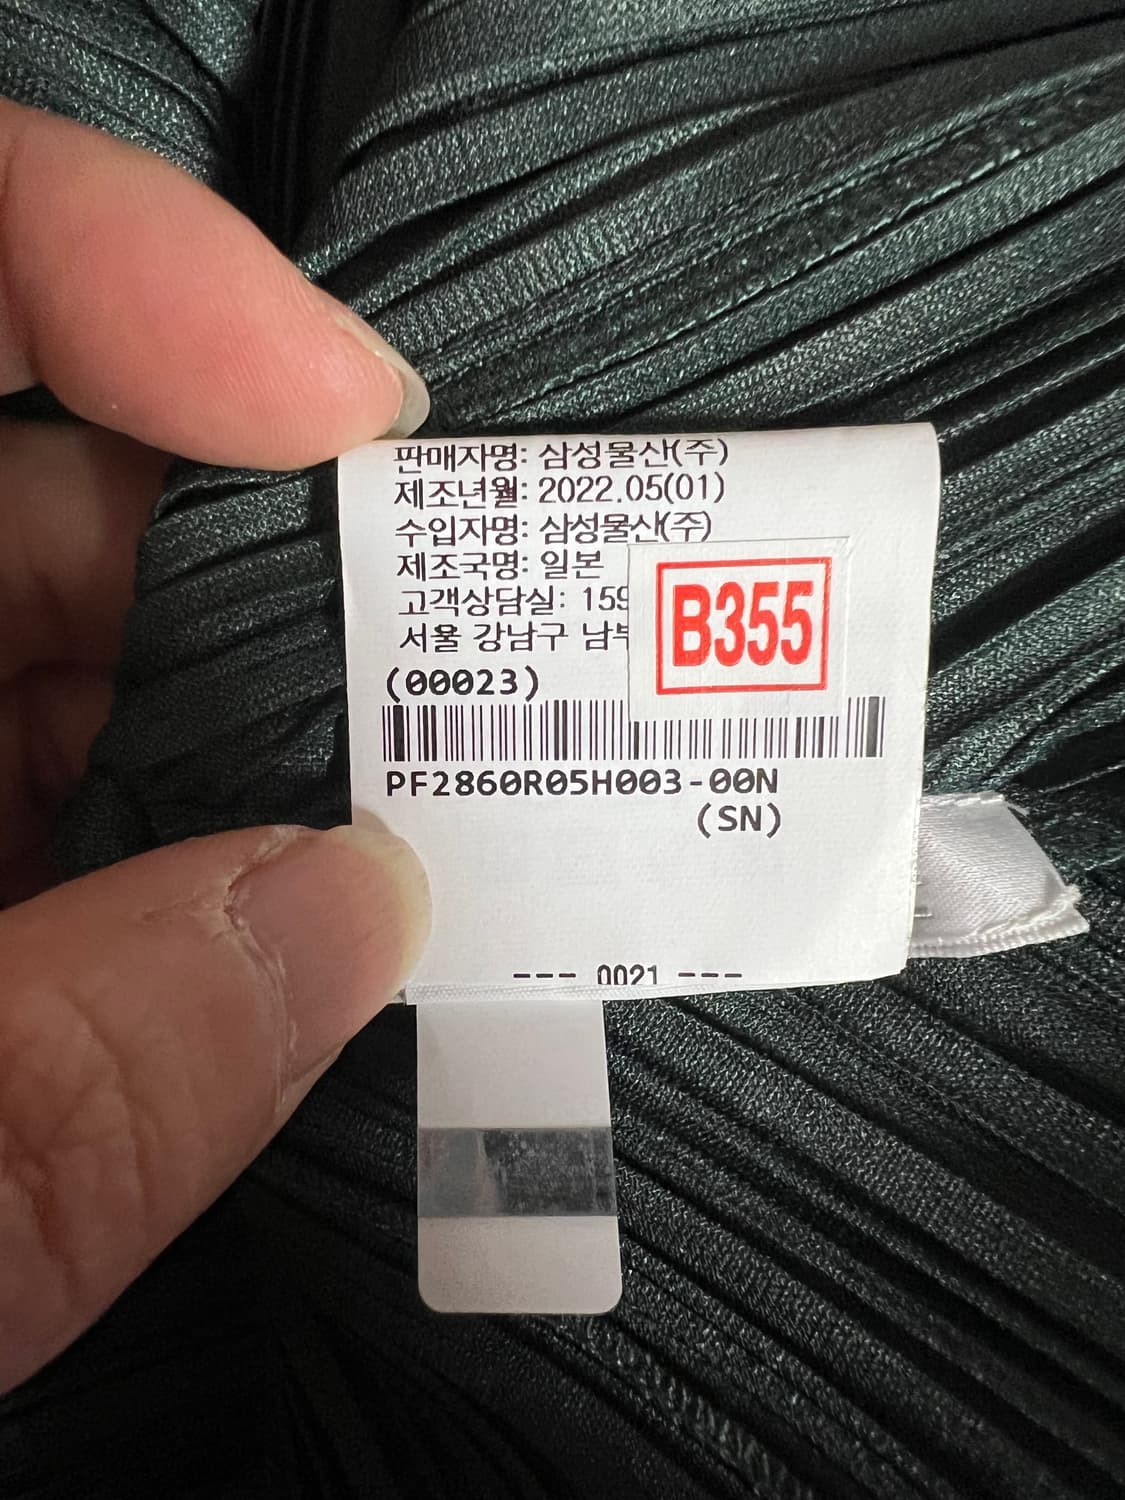 판매자명: 삼성물산(주)
제조년월: 2022.05(01)
수입자명: 삼성물산(주)
제조국명: 일본
고객상담실: 159
서울 강남구
B355
(00023)
PF2860R05H003-00N
(SN)
--- 0021 ---